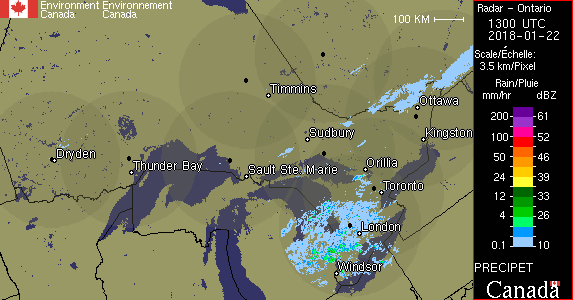 Environment Environnement
Canada Canada
100 KM
Timmins
Ottawa
Sudbury
Kingston
Dryden
Thunder Bay
Sault Ste. Marie
Orillia
Toronto
London
Windsor
Radar - Ontario
1300 UTC
2018-01-22
Scale/Échelle:
3.5 km/Pixel
Rain/Pluie
mm/hr dBZ
200 61
100 52
50 46
24 39
12 33
4 26
0.1 10
PRECIPET
Canada